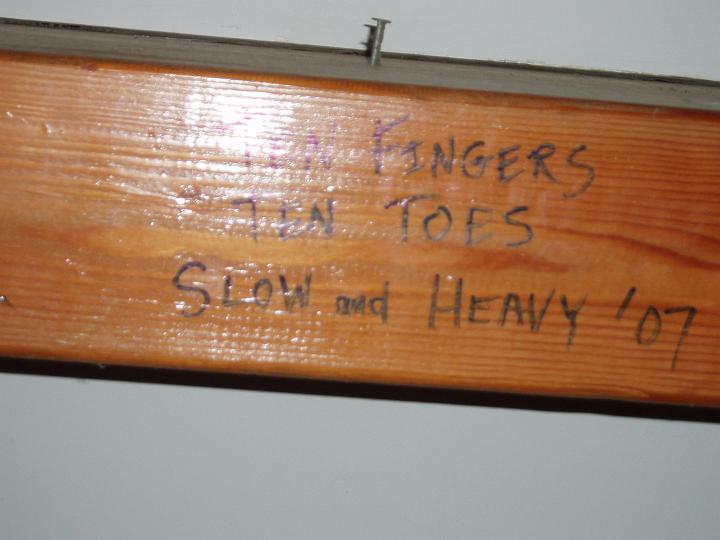 TEN FINGERS
TEN TOES
SLOW and HEAVY '07